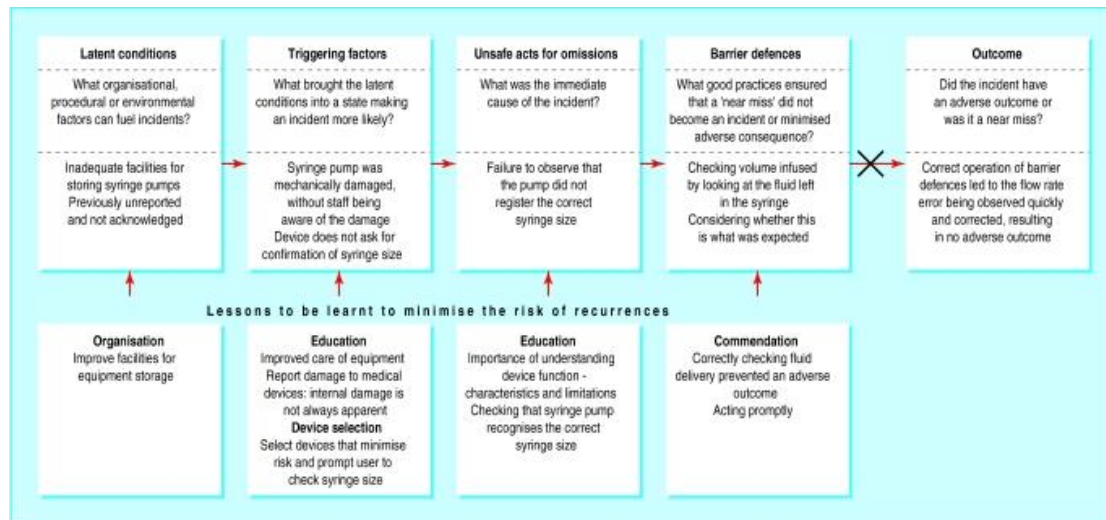 Latent conditions
What organisational,
procedural or environmental
factors can fuel incidents?
Inadequate facilities for
storing syringe pumps
Previously unreported
and not acknowledged
Triggering factors
What brought the latent
conditions into a state making
an incident more likely?
Syringe pump was
mechanically damaged,
without staff being
aware of the damage
Device does not ask for
confirmation of syringe size
Unsafe acts for omissions
What was the immediate
cause of the incident?
Failure to observe that
the pump did not
register the correct
syringe size
Barrier defences
What good practices ensured
that a 'near miss' did not
become an incident or minimised
adverse consequence?
Checking volume infused
by looking at the fluid left
in the syringe
Considering whether this
is what was expected
Outcome
Did the incident have
an adverse outcome or
was it a near miss?
Correct operation of barrier
defences led to the flow rate
error being observed quickly
and corrected, resulting
in no adverse outcome
Lessons to be learnt to minimise the risk of recurrences
Organisation
Improve facilities for
equipment storage
Education
Improved care of equipment
Report damage to medical
devices: internal damage is
not always apparent
Device selection
Select devices that minimise
risk and prompt user to
check syringe size
Education
Importance of understanding
device function -
characteristics and limitations
Checking that syringe pump
recognises the correct
syringe size
Commendation
Correctly checking fluid
delivery prevented an adverse
outcome
Acting promptly